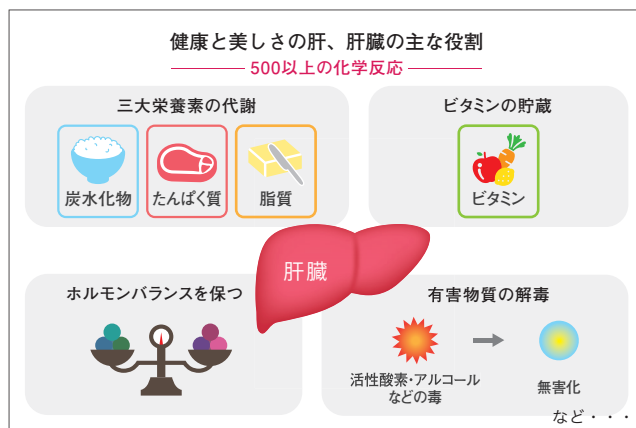 健康と美しさの肝、肝臓の主な役割
500以上の化学反応
三大栄養素の代謝
炭水化物
たんぱく質
脂質
ビタミンの貯蔵
ビタミン
肝臓
ホルモンバランスを保つ
有害物質の解毒
活性酸素・アルコール
などの毒
無害化
など・・・